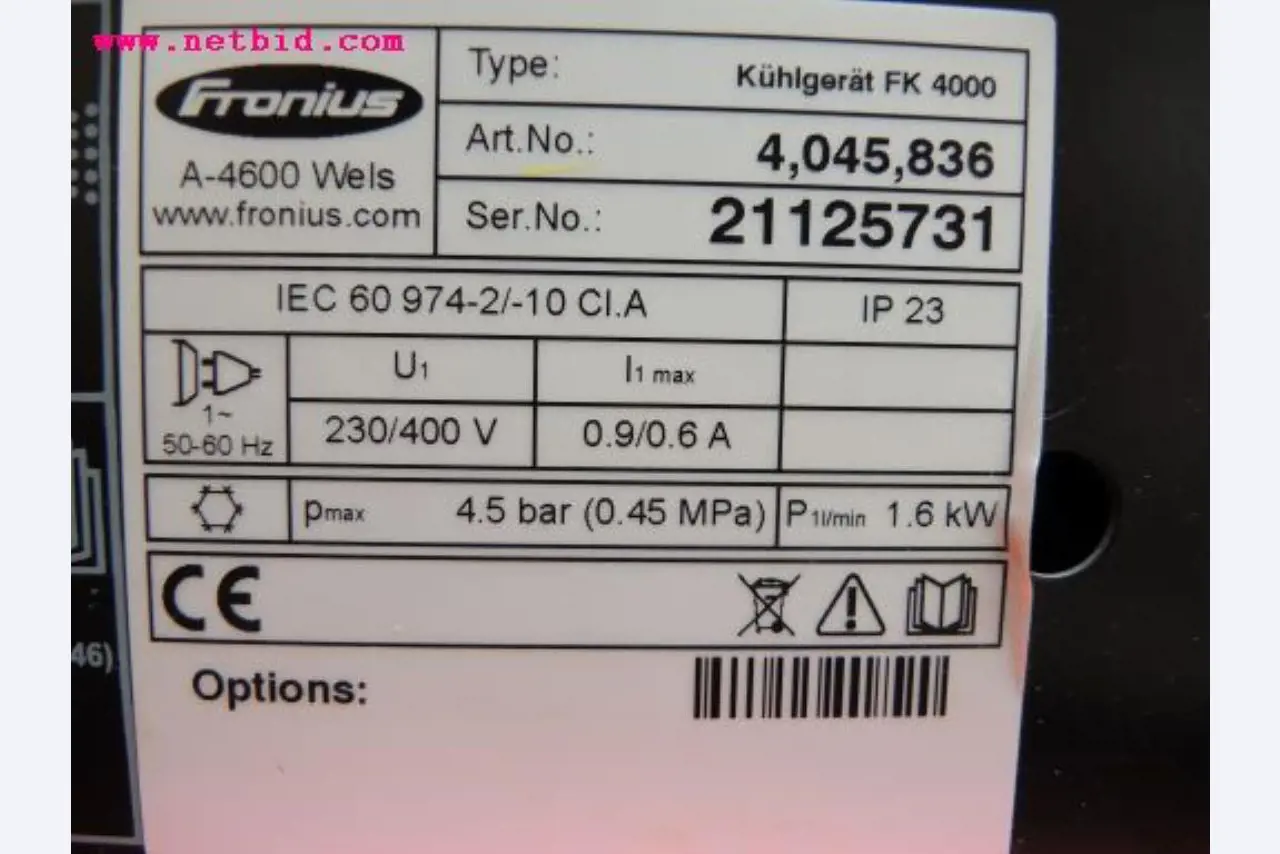 www.netbid.com
Fronius
A-4600 Wels
www.fronius.com
Type: Kühlgerät FK 4000
Art.No.: 4,045,836
Ser.No.: 21125731
IEC 60 974-2/-10 Cl.A IP 23
1~
50-60 Hz
U1 I1 max
230/400 V 0.9/0.6 A
pmax 4.5 bar (0.45 MPa) P1l/min 1.6 kW
CE
46)
Options: